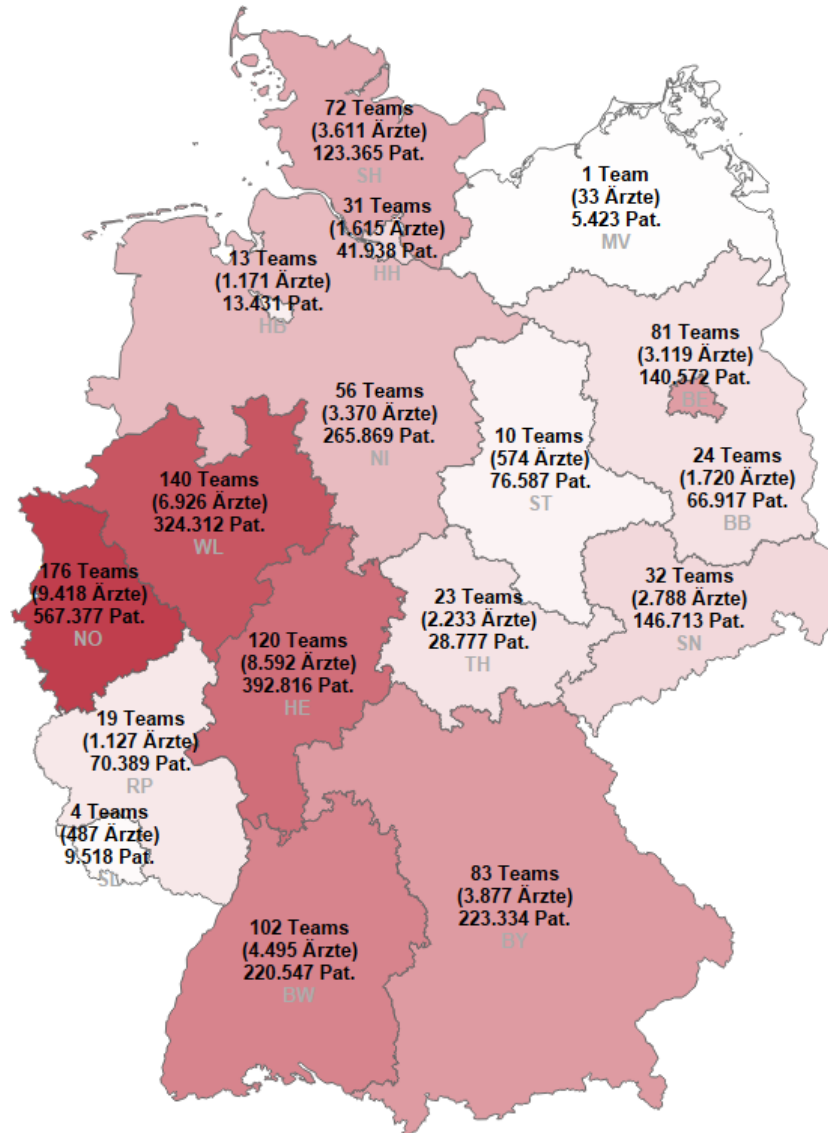 72 Teams
(3.611 Ärzte)
123.365 Pat.
SH
1 Team
(33 Ärzte)
5.423 Pat.
MV
31 Teams
(1.615 Ärzte)
41.938 Pat.
HH
13 Teams
(1.171 Ärzte)
13.431 Pat.
HB
81 Teams
(3.119 Ärzte)
140.572 Pat.
BE
56 Teams
(3.370 Ärzte)
265.869 Pat.
NI
10 Teams
(574 Ärzte)
76.587 Pat.
ST
24 Teams
(1.720 Ärzte)
66.917 Pat.
BB
140 Teams
(6.926 Ärzte)
324.312 Pat.
WL
176 Teams
(9.418 Ärzte)
567.377 Pat.
NO
120 Teams
(8.592 Ärzte)
392.816 Pat.
HE
23 Teams
(2.233 Ärzte)
28.777 Pat.
TH
32 Teams
(2.788 Ärzte)
146.713 Pat.
SN
19 Teams
(1.127 Ärzte)
70.389 Pat.
RP
4 Teams
(487 Ärzte)
9.518 Pat.
SL
102 Teams
(4.495 Ärzte)
220.547 Pat.
BW
83 Teams
(3.877 Ärzte)
223.334 Pat.
BY